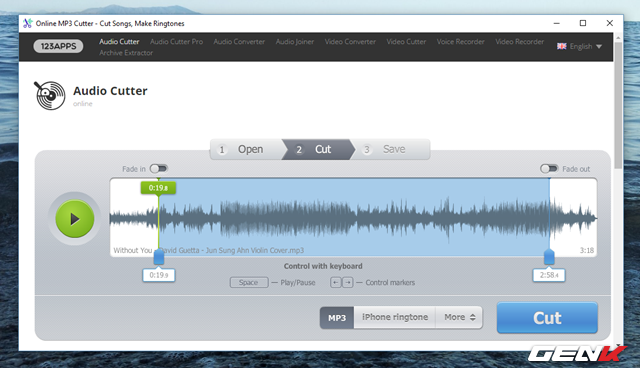 Online MP3 Cutter - Cut Songs, Make Ringtones
123APPS
Audio Cutter Audio Cutter Pro Audio Converter Audio Joiner Video Converter Video Cutter Voice Recorder Video Recorder
Archive Extractor
English
Audio Cutter
online
1 Open 2 Cut 3 Save
Fade in
Fade out
0:19.8
Without You David Guetta - Jun Sung Ahn Violin Cover.mp3
3:18
0:19.9
2:58.4
Control with keyboard
Space — Play/Pause ← → — Control markers
MP3 iPhone ringtone More Cut
GENK